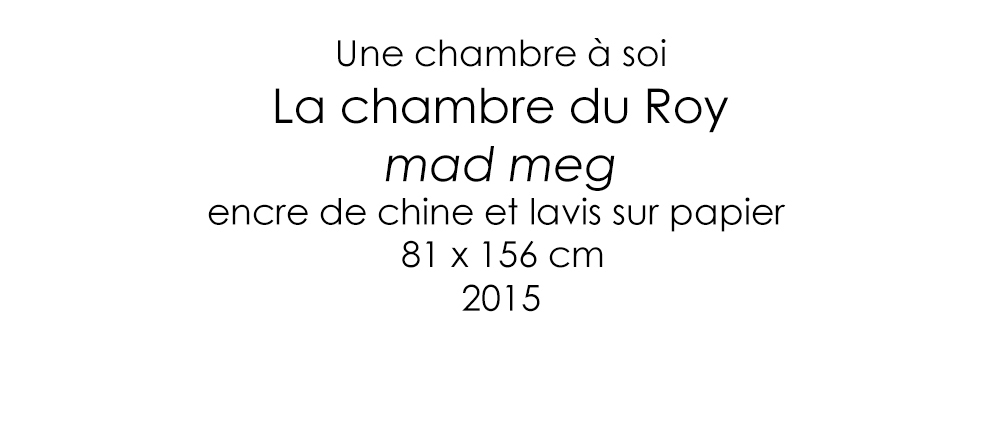 Une chambre à soi
La chambre du Roy
mad meg
encre de chine et lavis sur papier
81 x 156 cm
2015